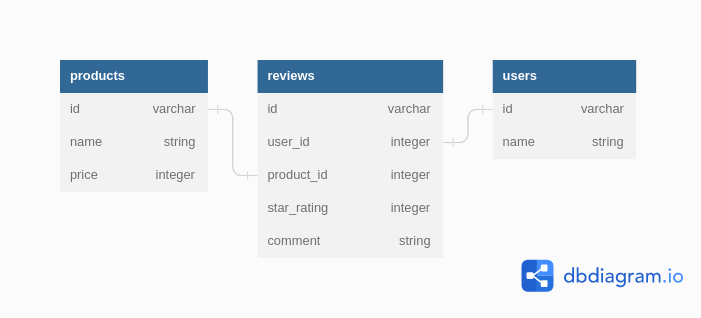 products
id varchar
name string
price integer
reviews
id varchar
user_id integer
product_id integer
star_rating integer
comment string
users
id varchar
name string
dbdiagram.io